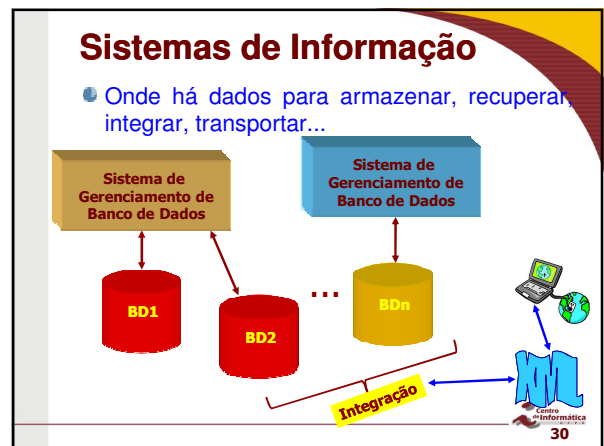 Sistemas de Informação
Onde há dados para armazenar, recuperar,
integrar, transportar...
Sistema de
Gerenciamento de
Banco de Dados
Sistema de
Gerenciamento de
Banco de Dados
BD1
BD2
...
BDn
Integração
XML
Centro
de Informática
UFPE
30